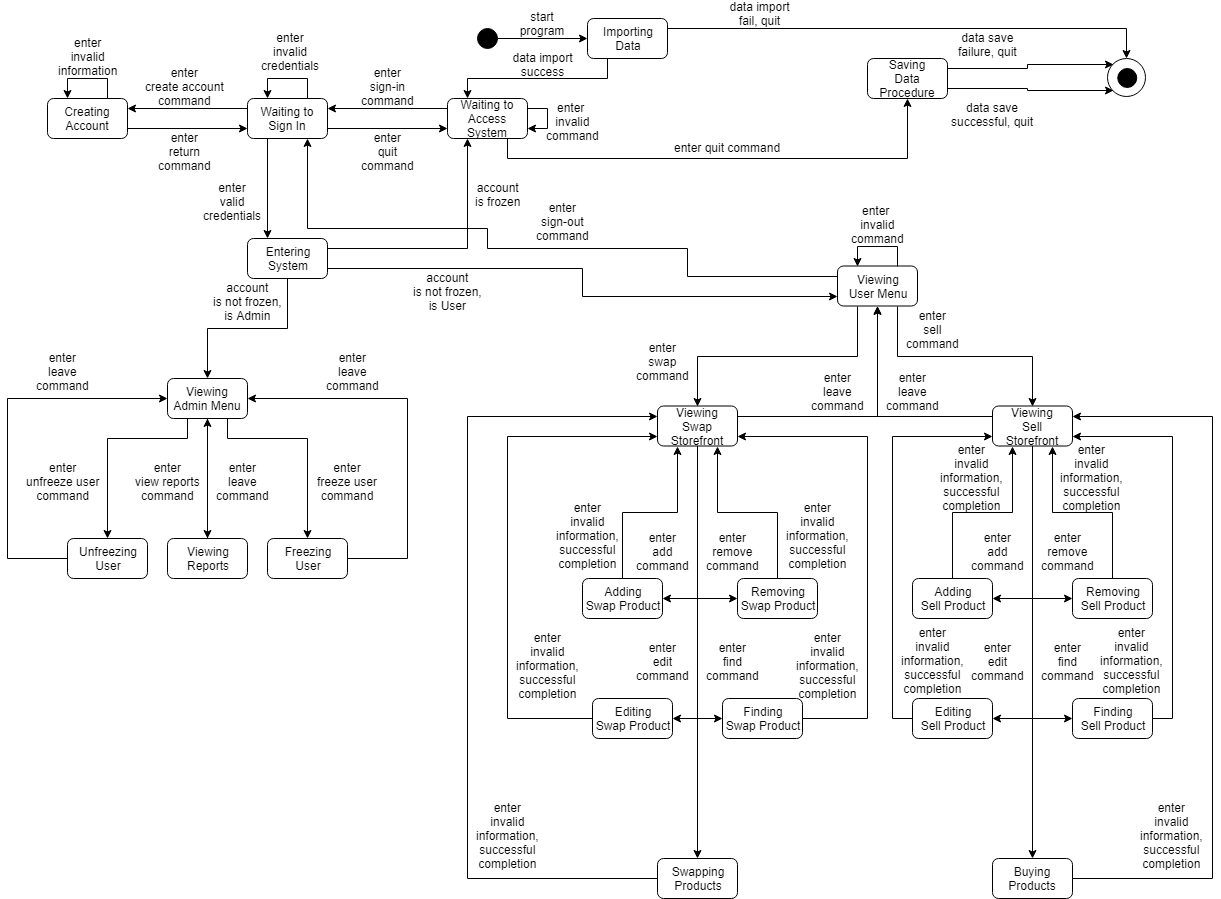 data import
fail, quit
start
program
Importing
Data
data save
failure, quit
enter
invalid
information
enter
invalid
credentials
data import
success
Saving
Data
Procedure
enter
create account
command
enter
sign-in
command
Creating
Account
Waiting to
Sign In
Waiting to
Access
System
enter
invalid
command
data save
successful, quit
enter
return
command
enter
quit
command
enter quit command
enter
valid
credentials
account
is frozen
enter
sign-out
command
enter
invalid
command
Entering
System
account
is not frozen,
is Admin
account
is not frozen,
is User
Viewing
User Menu
enter
sell
command
enter
swap
command
enter
leave
command
enter
leave
command
enter
leave
command
enter
leave
command
Viewing
Admin Menu
Viewing
Swap
Storefront
Viewing
Sell
Storefront
enter
unfreeze user
command
enter
view reports
command
enter
leave
command
enter
freeze user
command
enter
invalid
information,
successful
completion
enter
invalid
information,
successful
completion
enter
invalid
information,
successful
completion
enter
add
command
enter
remove
command
enter
invalid
information,
successful
completion
enter
add
command
enter
remove
command
Unfreezing
User
Viewing
Reports
Freezing
User
Adding
Swap Product
Removing
Swap Product
Adding
Sell Product
Removing
Sell Product
enter
invalid
information,
successful
completion
enter
edit
command
enter
find
command
enter
invalid
information,
successful
completion
enter
invalid
information,
successful
completion
enter
edit
command
enter
find
command
enter
invalid
information,
successful
completion
Editing
Swap Product
Finding
Swap Product
Editing
Sell Product
Finding
Sell Product
enter
invalid
information,
successful
completion
enter
invalid
information,
successful
completion
Swapping
Products
Buying
Products